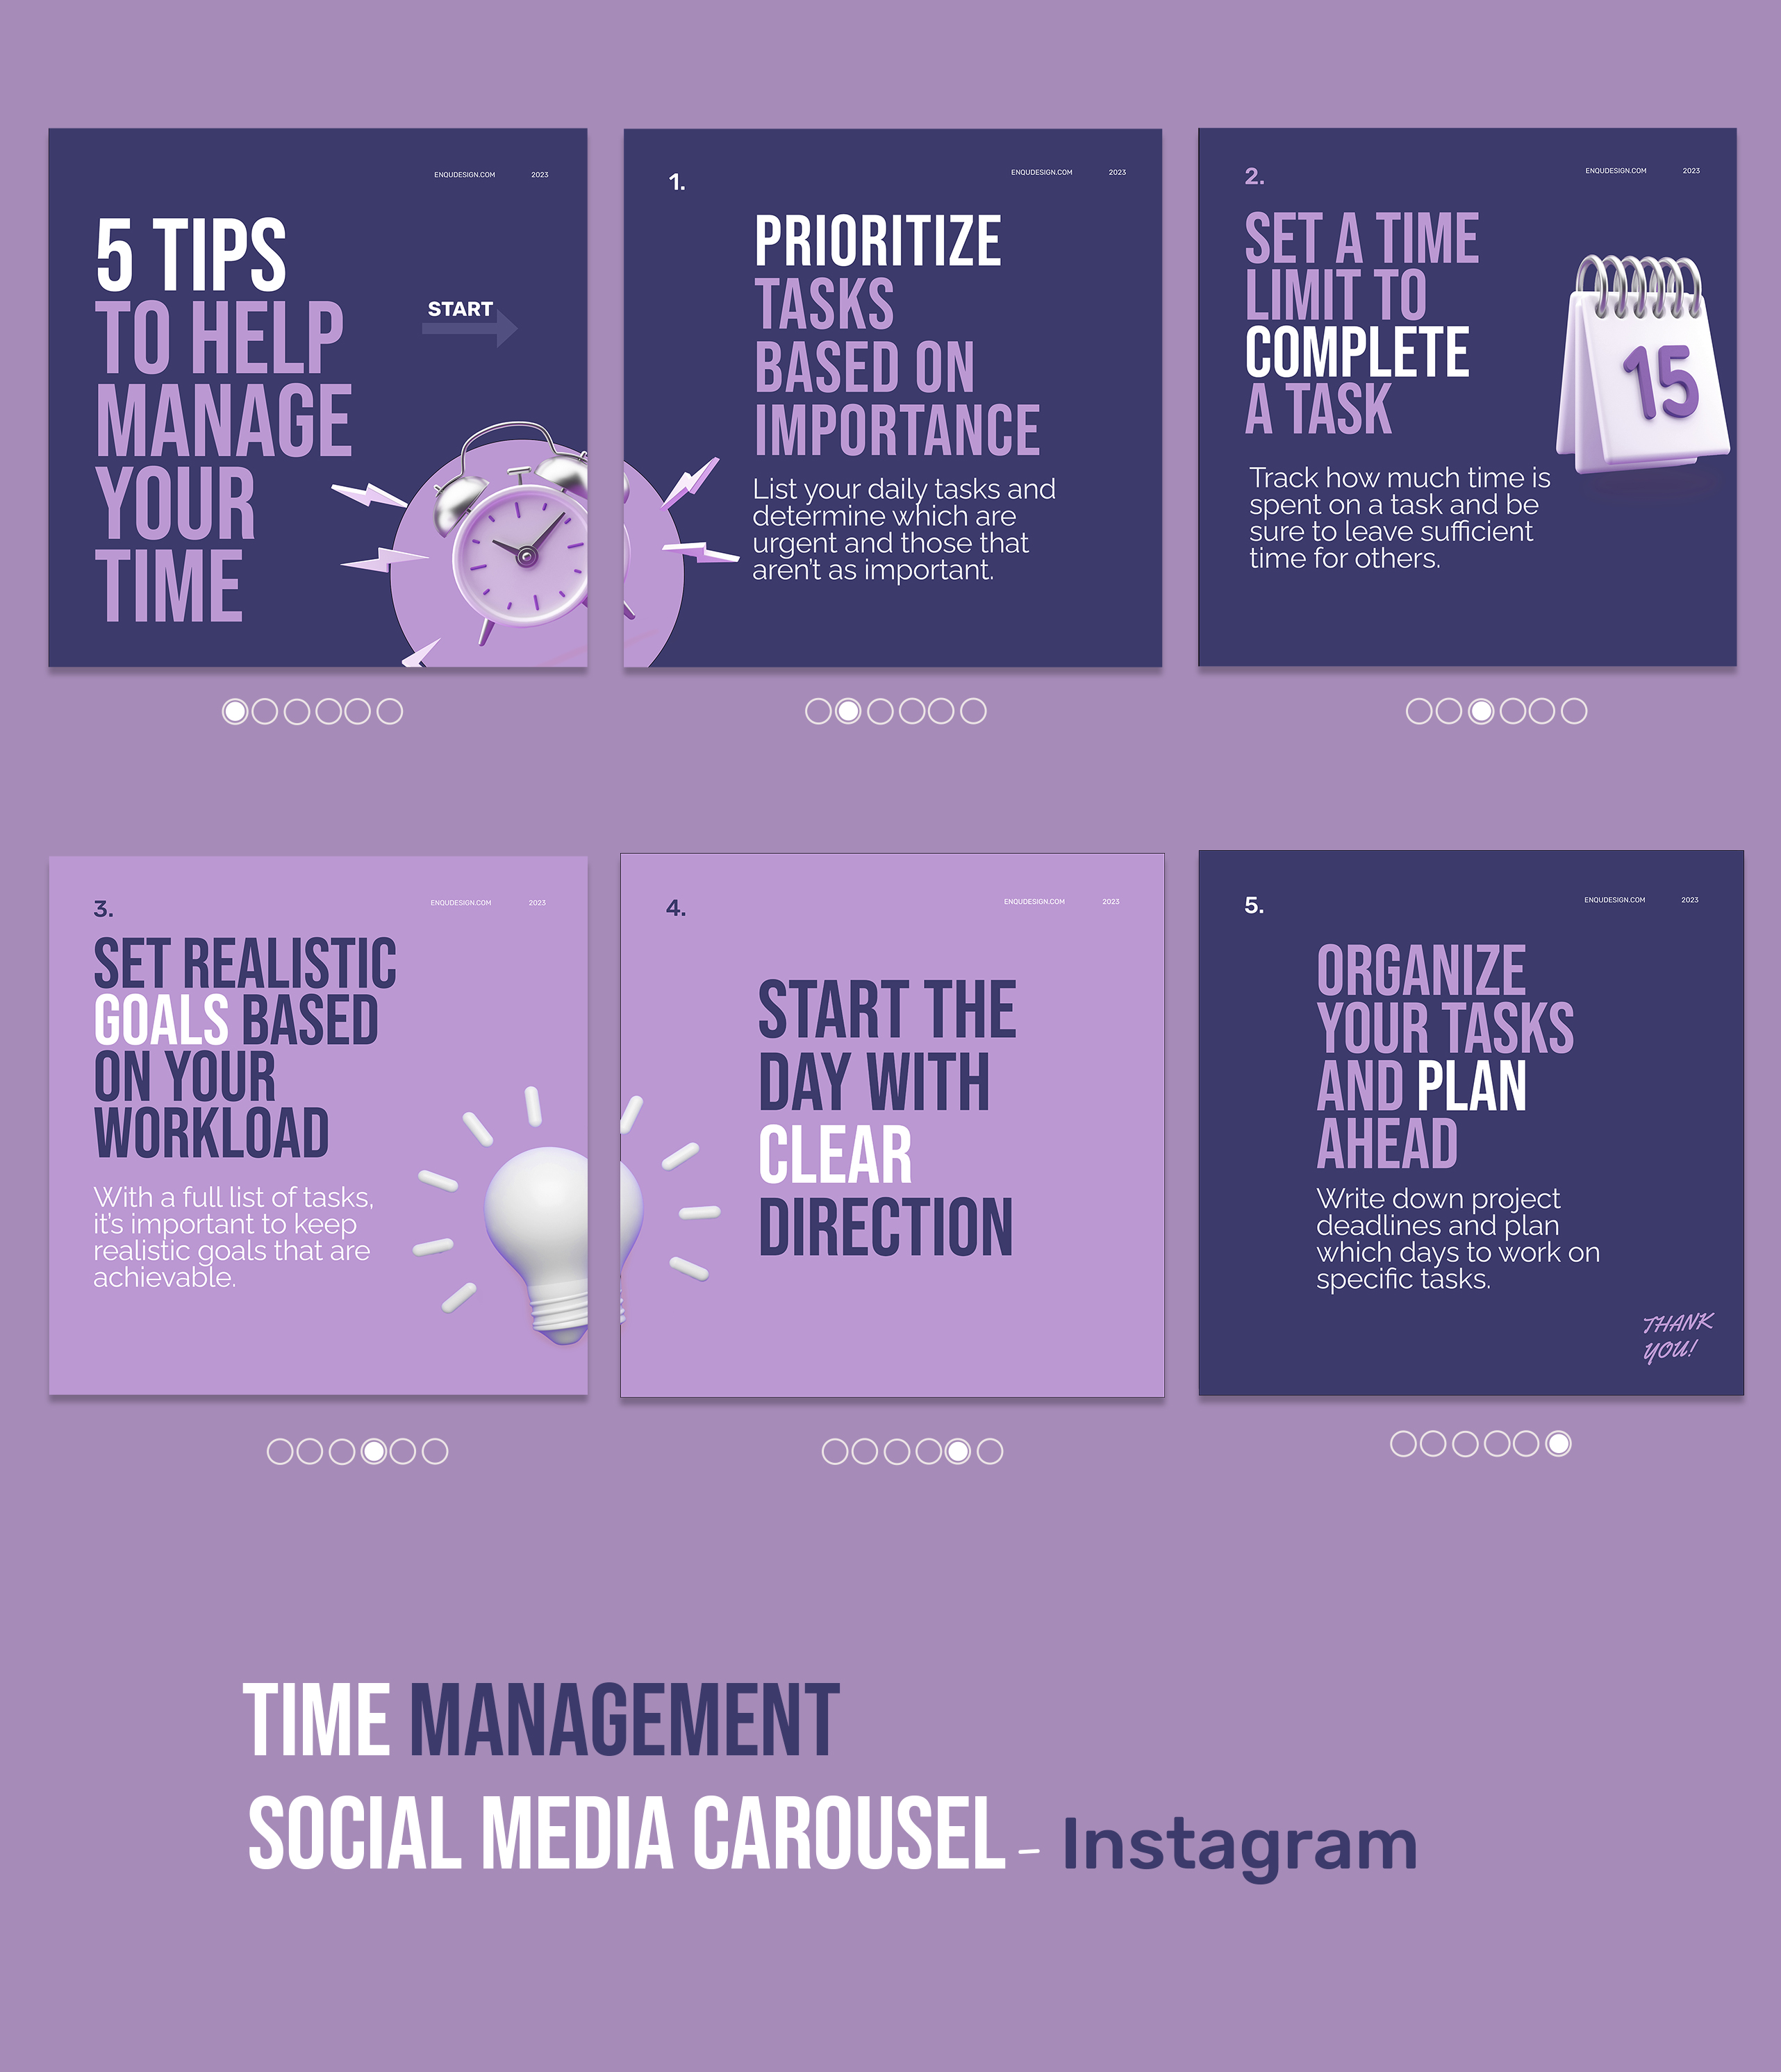 ENQUDESIGN.COM 2023
5 TIPS
TO HELP
MANAGE
YOUR
TIME
START
1.
ENQUDESIGN.COM 2023
PRIORITIZE
TASKS
BASED ON
IMPORTANCE
List your daily tasks and
determine which are
urgent and those that
aren't as important.
2.
ENQUDESIGN.COM 2023
SET A TIME
LIMIT TO
COMPLETE
A TASK
15
Track how much time is
spent on a task and be
sure to leave sufficient
time for others.
3.
ENQUDESIGN.COM 2023
SET REALISTIC
GOALS BASED
ON YOUR
WORKLOAD
With a full list of tasks,
it's important to keep
realistic goals that are
achievable.
4.
ENQUDESIGN.COM 2023
START THE
DAY WITH
CLEAR
DIRECTION
5.
ENQUDESIGN.COM 2023
ORGANIZE
YOUR TASKS
AND PLAN
AHEAD
Write down project
deadlines and plan
which days to work on
specific tasks.
THANK
YOU!
TIME MANAGEMENT
SOCIAL MEDIA CAROUSEL – Instagram